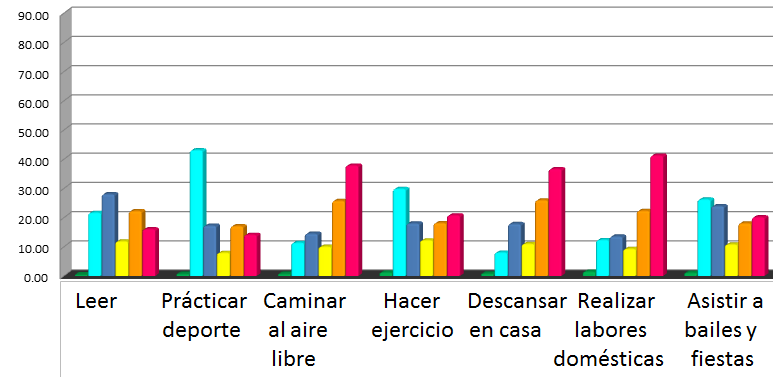 90.00
80.00
70.00
60.00
50.00
40.00
30.00
20.00
10.00
0.00
Leer
Prácticar
deporte
Caminar
al aire
libre
Hacer
ejercicio
Descansar
en casa
Realizar
labores
domésticas
Asistir a
bailes y
fiestas